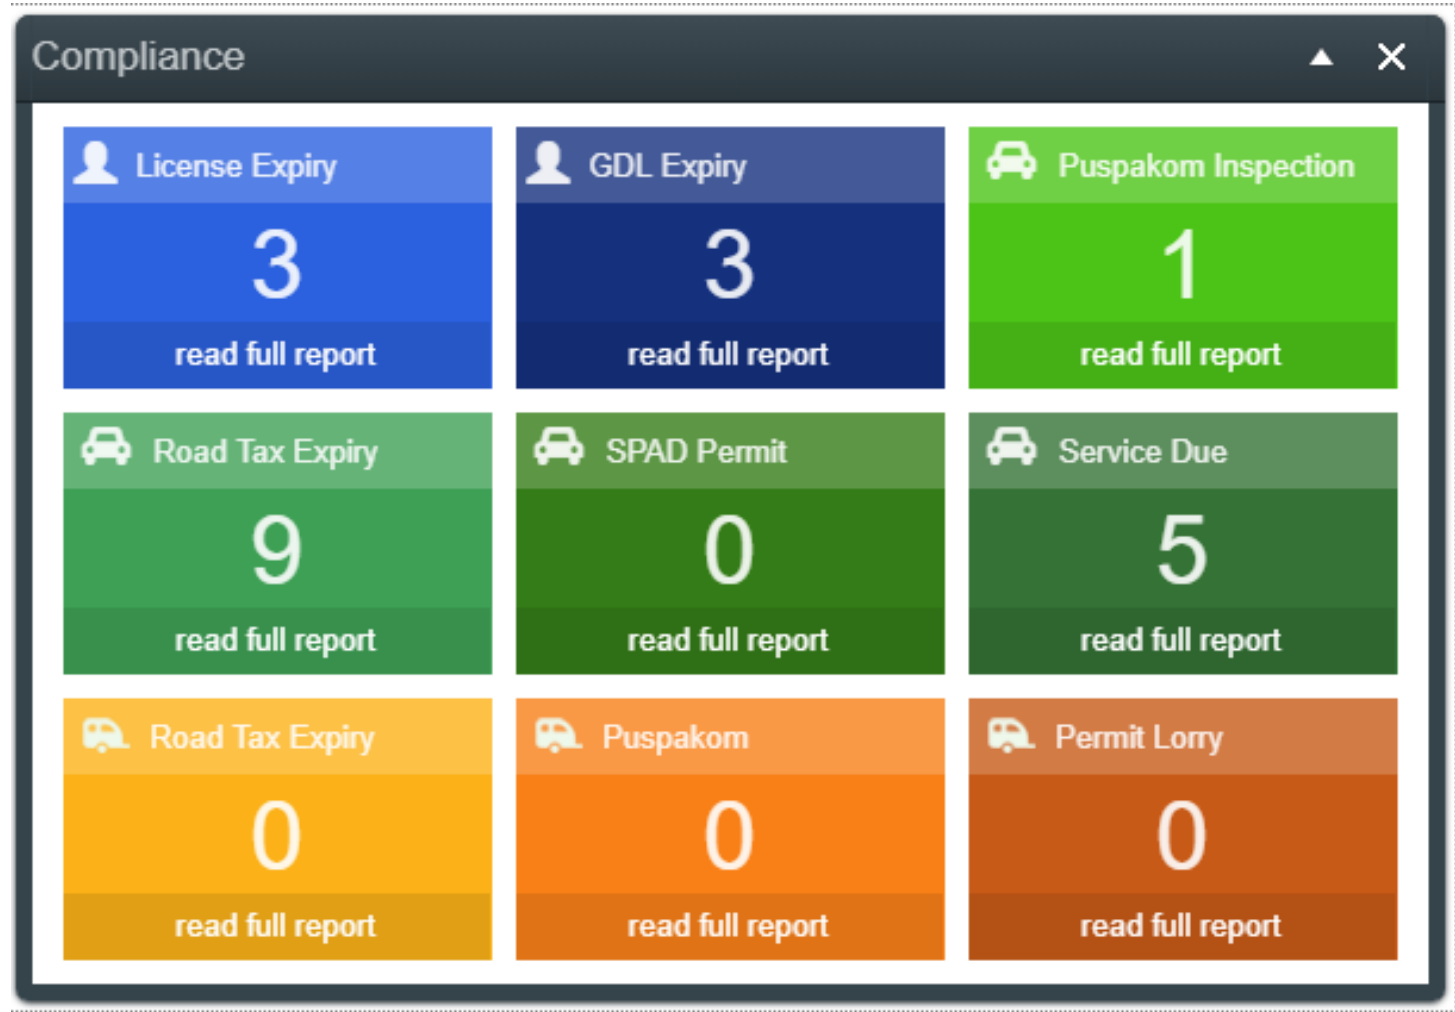 Compliance
License Expiry
3
read full report
GDL Expiry
3
read full report
Puspakom Inspection
1
read full report
Road Tax Expiry
9
read full report
SPAD Permit
0
read full report
Service Due
5
read full report
Road Tax Expiry
0
read full report
Puspakom
0
read full report
Permit Lorry
0
read full report